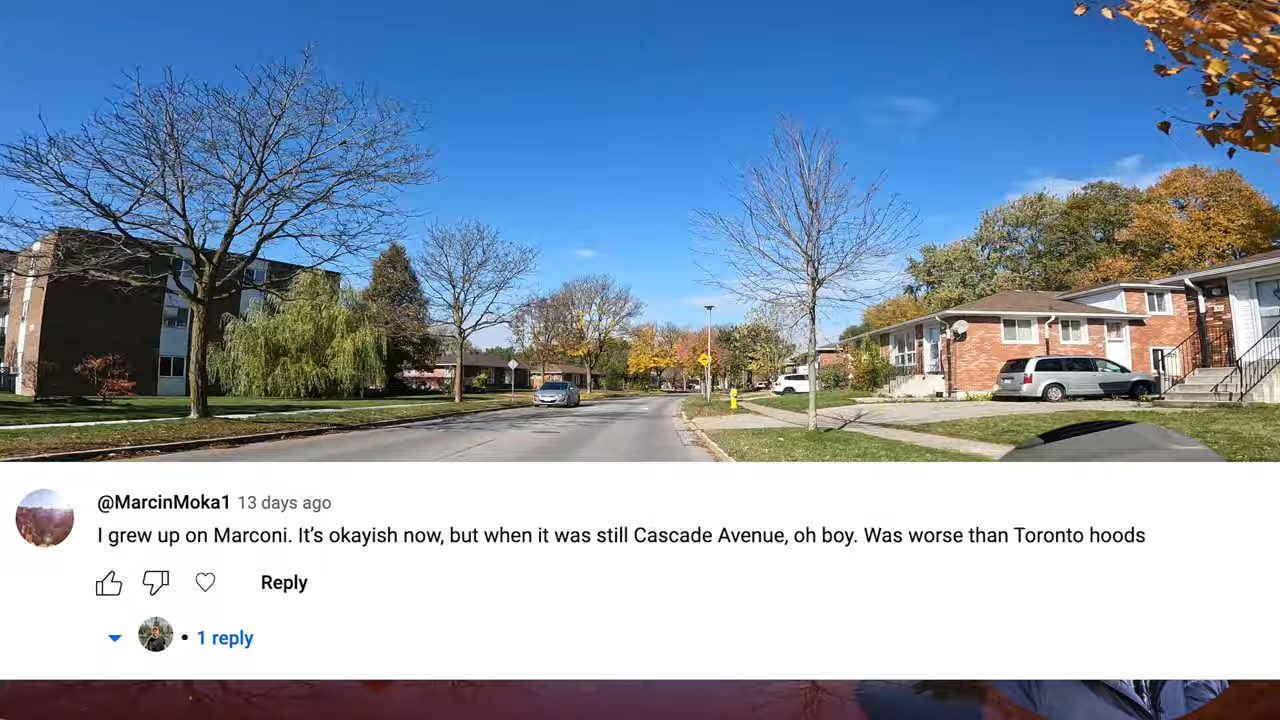 @MarcinMoka1 13 days ago
I grew up on Marconi. It’s okayish now, but when it was still Cascade Avenue, oh boy. Was worse than Toronto hoods
Reply
• 1 reply